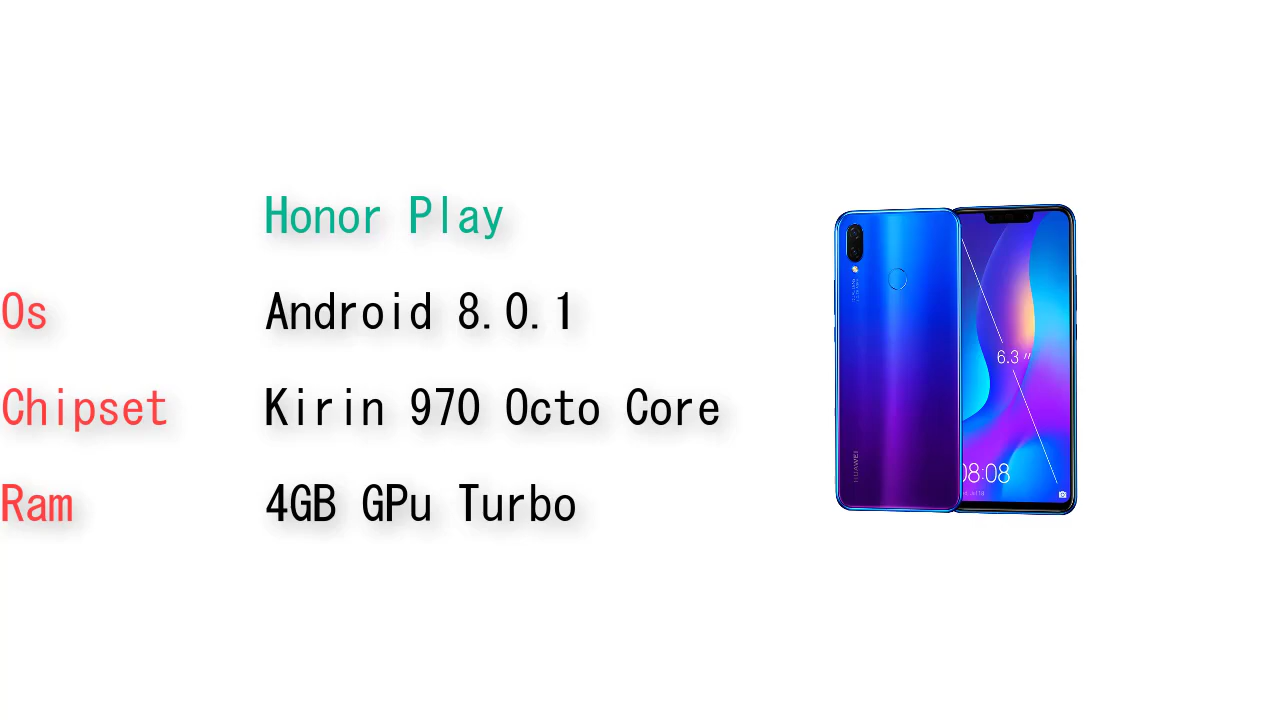 Honor Play
Os Android 8.0.1
Chipset Kirin 970 Octo Core
Ram 4GB GPu Turbo
6.3 "
08:08
HUAWEI